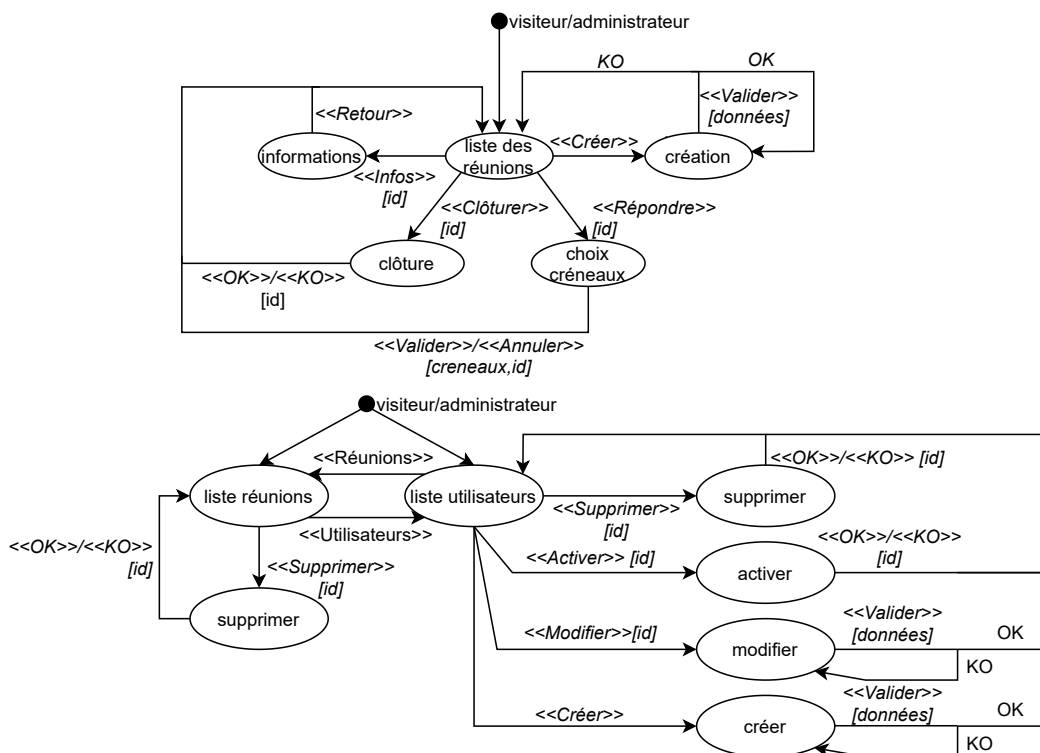 visiteur/administrateur
KO
OK
<<Valider>>
[données]
<<Retour>>
informations
liste des
réunions
<<Créer>>
création
<<Infos>>
[id]
<<Clôturer>>
[id]
<<Répondre>>
[id]
clôture
choix
créneaux
<<OK>>/<<KO>>
[id]
<<Valider>>/<<Annuler>>
[creneaux,id]
visiteur/administrateur
<<Réunions>>
liste réunions
liste utilisateurs
<<Utilisateurs>>
<<OK>>/<<KO>> [id]
supprimer
<<Supprimer>>
[id]
<<OK>>/<<KO>>
[id]
<<Supprimer>>
[id]
supprimer
<<Activer>> [id]
activer
<<OK>>/<<KO>>
[id]
<<Modifier>>[id]
modifier
<<Valider>>
[données]
OK
KO
<<Créer>>
créer
<<Valider>>
[données]
OK
KO